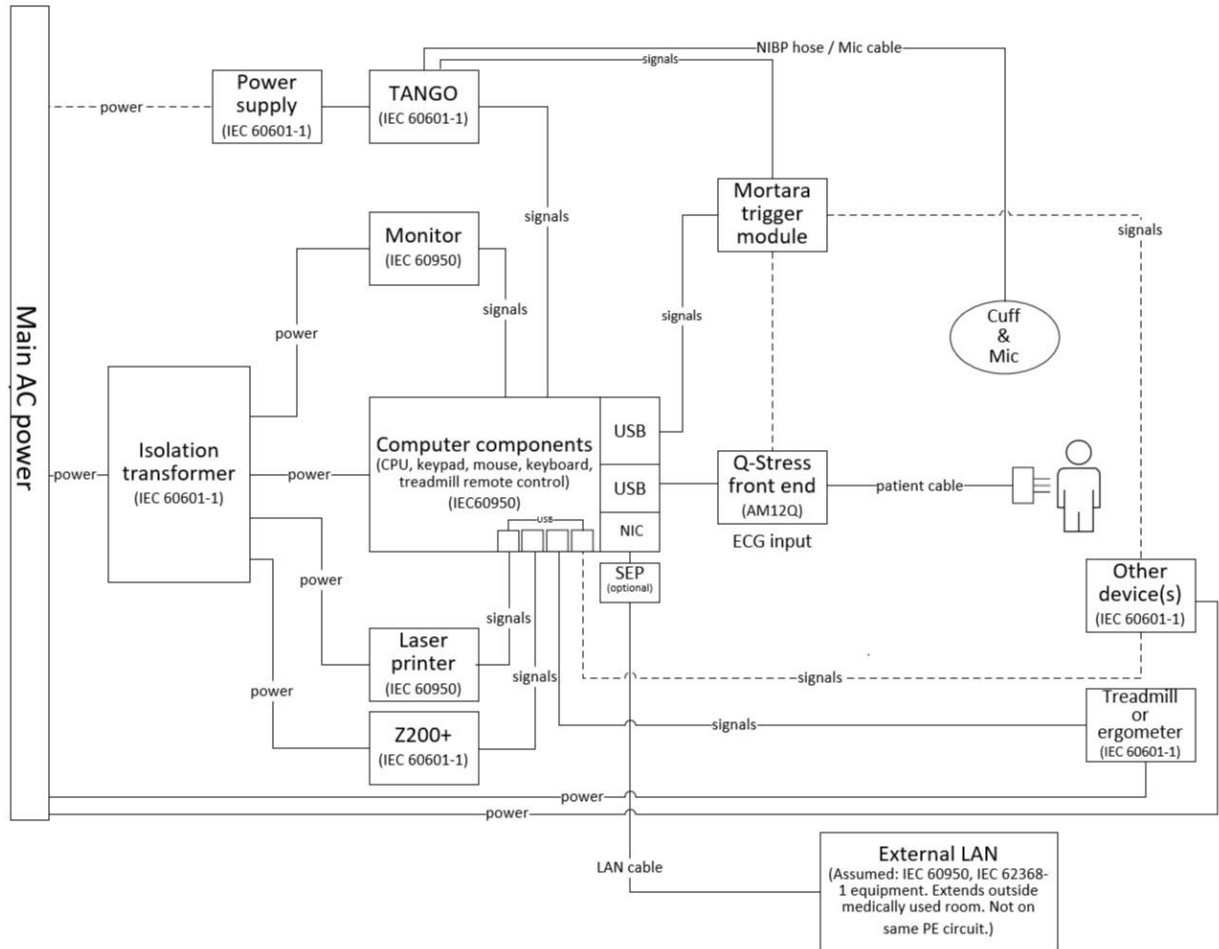 NIBP hose / Mic cable
signals
Power
supply
(IEC 60601-1)
TANGO
(IEC 60601-1)
power
Mortara
trigger
module
signals
signals
Monitor
(IEC 60950)
signals
signals
power
Main AC power
Cuff
&
Mic
Isolation
transformer
(IEC 60601-1)
power
power
Computer components
(CPU, keypad, mouse, keyboard,
treadmill remote control)
(IEC60950)
USB
USB
USB
NIC
Q-Stress
front end
(AM12Q)
ECG input
patient cable
SEP
(optional)
Other
device(s)
(IEC 60601-1)
power
signals
Laser
printer
(IEC 60950)
signals
signals
power
Z200+
(IEC 60601-1)
signals
Treadmill
or
ergometer
(IEC 60601-1)
power
power
LAN cable
External LAN
(Assumed: IEC 60950, IEC 62368-
1 equipment. Extends outside
medically used room. Not on
same PE circuit.)